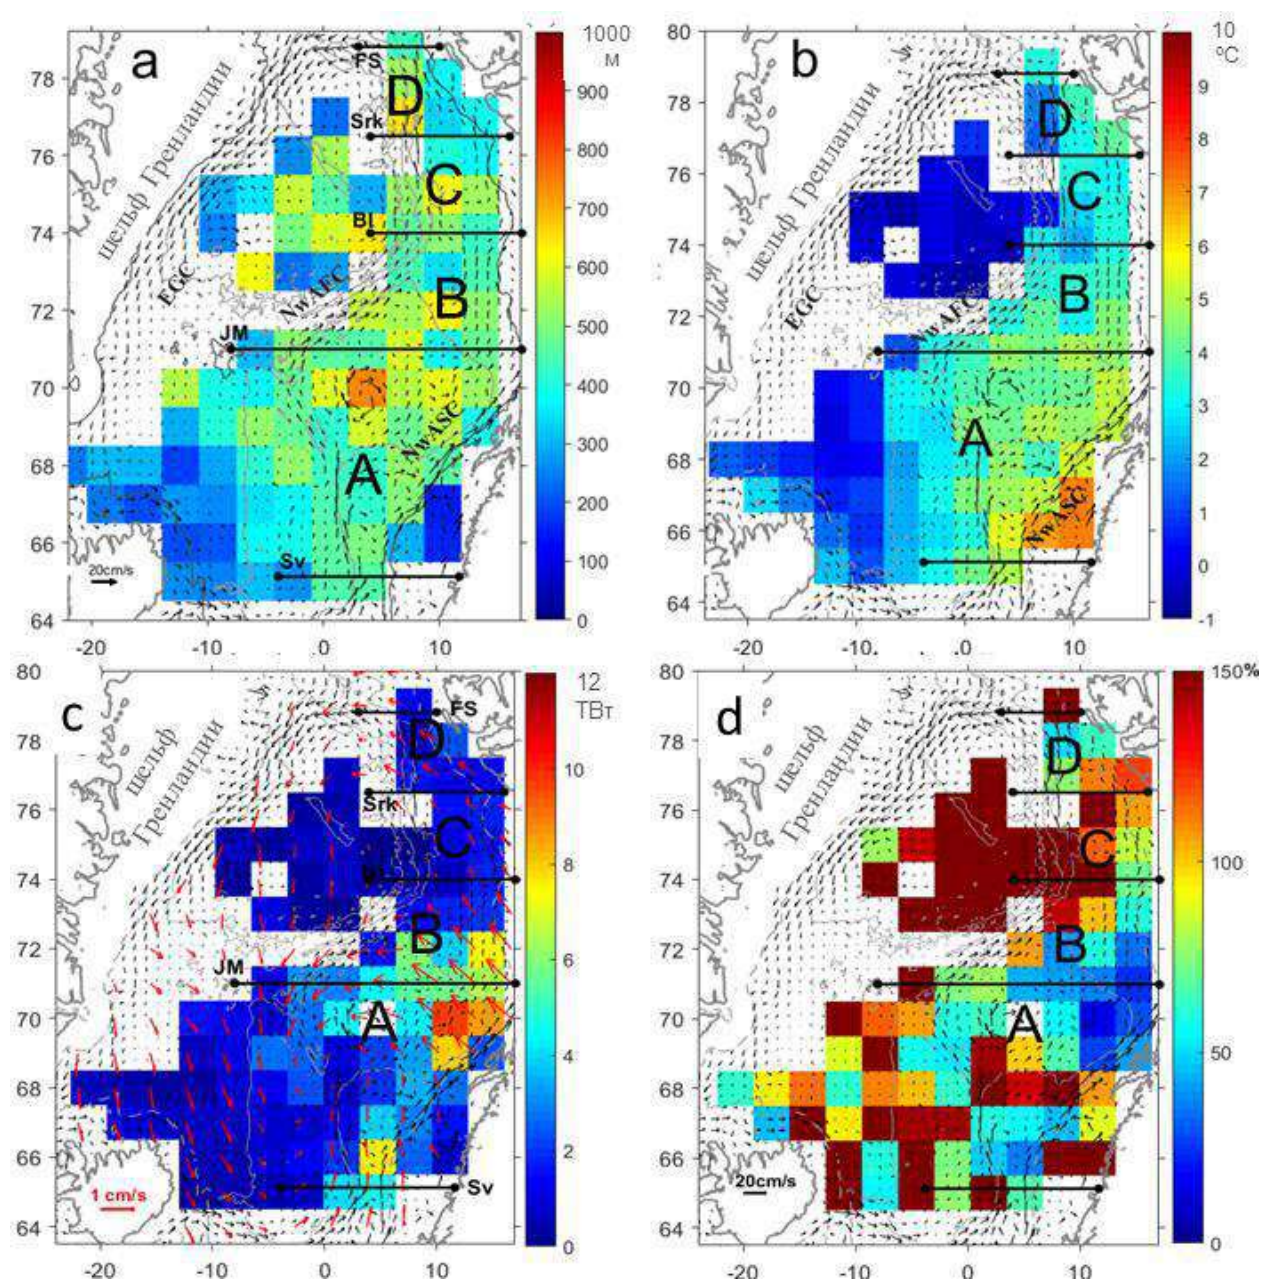 a
1000
м
900
800
700
600
500
400
300
200
100
0
78
76
74
72
70
68
66
64
-20
-10
0
10
шельф Гренландии
EGC
NwAFC
NwASC
FS
Srk
BI
JM
Sv
D
C
B
A
20cm/s
b
10
°C
9
8
7
6
5
4
3
2
1
0
-1
80
78
76
74
72
70
68
66
64
-20
-10
0
10
шельф Гренландии
EGC
NwAFC
NwASC
D
C
B
A
c
12
ТВт
10
8
6
4
2
0
80
78
76
74
72
70
68
66
64
-20
-10
0
10
шельф
Гренландии
FS
Srk
JM
Sv
D
C
B
A
1 cm/s
d
150%
100
50
0
80
78
76
74
72
70
68
66
64
-20
-10
0
10
шельф
Гренландии
D
C
B
A
20cm/s